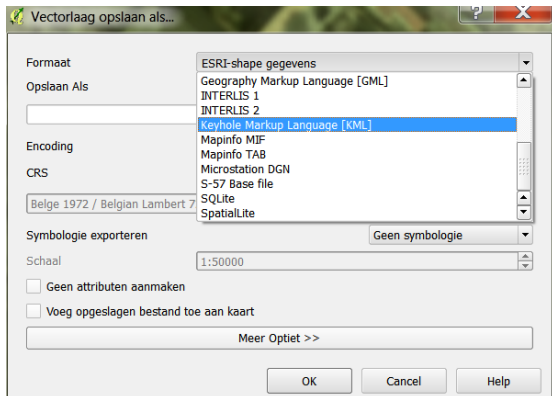 Vectorlaag opslaan als...
Formaat
ESRI-shape gegevens
Opslaan Als
Geography Markup Language [GML]
INTERLIS 1
INTERLIS 2
Keyhole Markup Language [KML]
Mapinfo MIF
Mapinfo TAB
Microstation DGN
S-57 Base file
SQLite
SpatiaLite
Encoding
CRS
Belge 1972 / Belgian Lambert 7
Symbologie exporteren
Geen symbologie
Schaal
1:50000
Geen attributen aanmaken
Voeg opgeslagen bestand toe aan kaart
Meer Optiet >>
OK
Cancel
Help